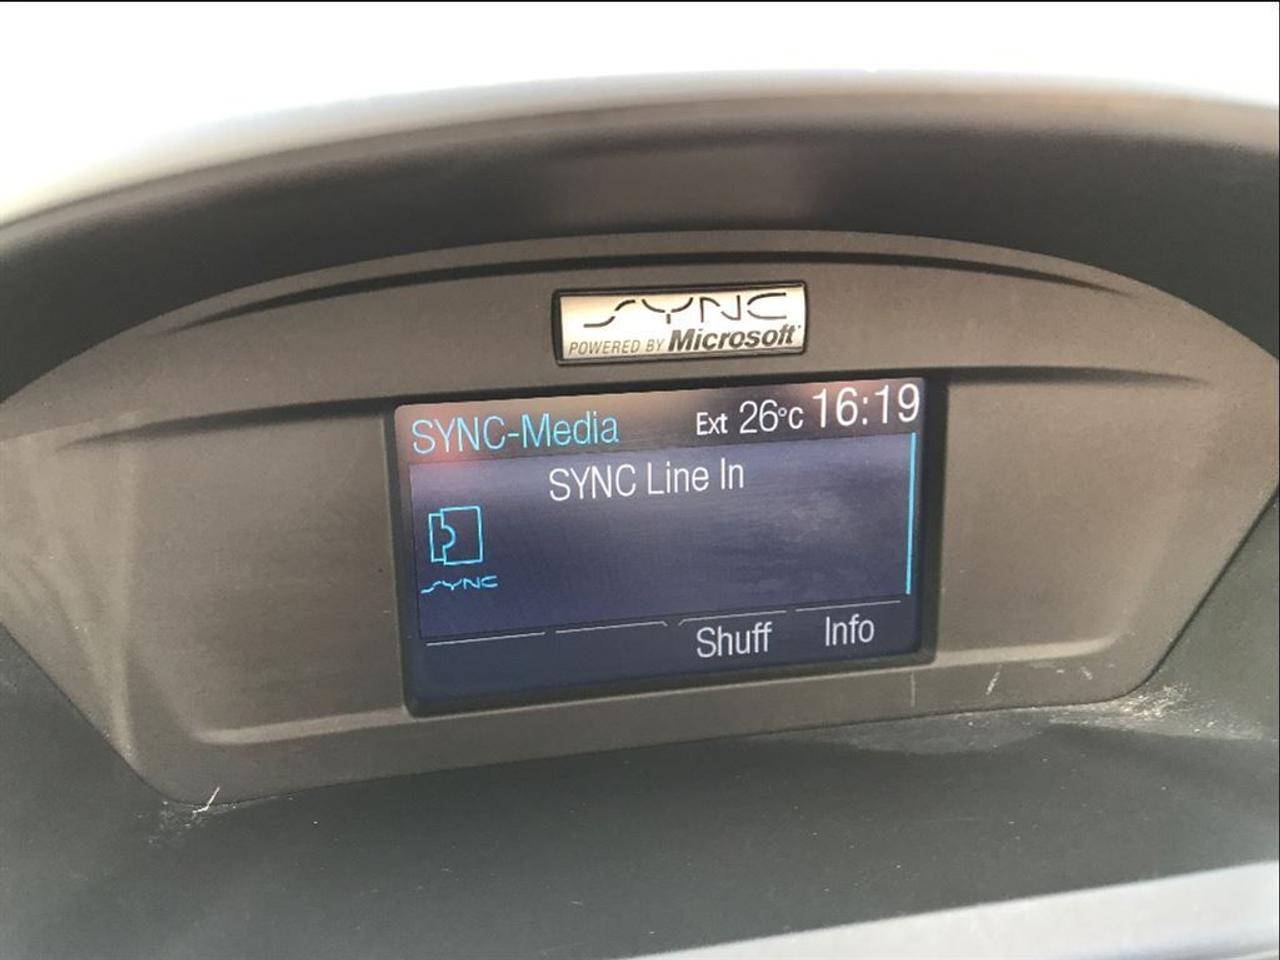 SYNC
POWERED BY Microsoft
SYNC-Media Ext 26°C 16:19
SYNC Line In
SYNC
Shuff Info